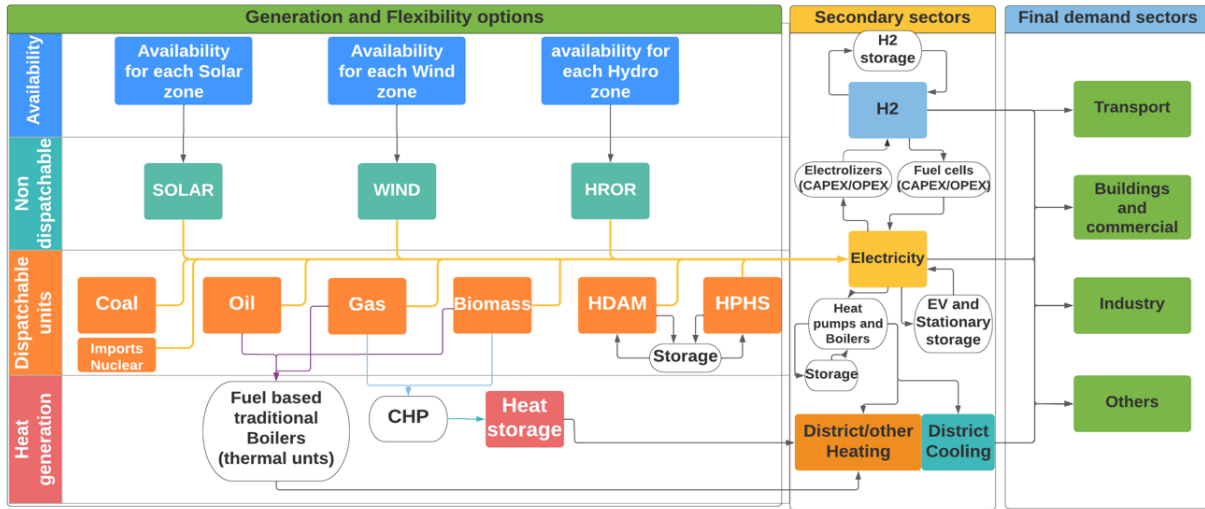 Generation and Flexibility options
Secondary sectors
Final demand sectors
Availability
Availability
for each Solar
zone
Availability
for each Wind
zone
availability for
each Hydro
zone
H2
storage
H2
Transport
Non
dispatchable
SOLAR
WIND
HROR
Electrolizers
(CAPEX/OPEX
Fuel cells
(CAPEX/OPEX)
Buildings
and
commercial
Dispatchable
units
Coal
Oil
Gas
Biomass
HDAM
HPHS
Electricity
Imports
Nuclear
Storage
Heat
pumps and
Boilers
EV and
Stationary
storage
Storage
Industry
Heat
generation
Fuel based
traditional
Boilers
(thermal unts)
CHP
Heat
storage
District/other
Heating
District
Cooling
Others